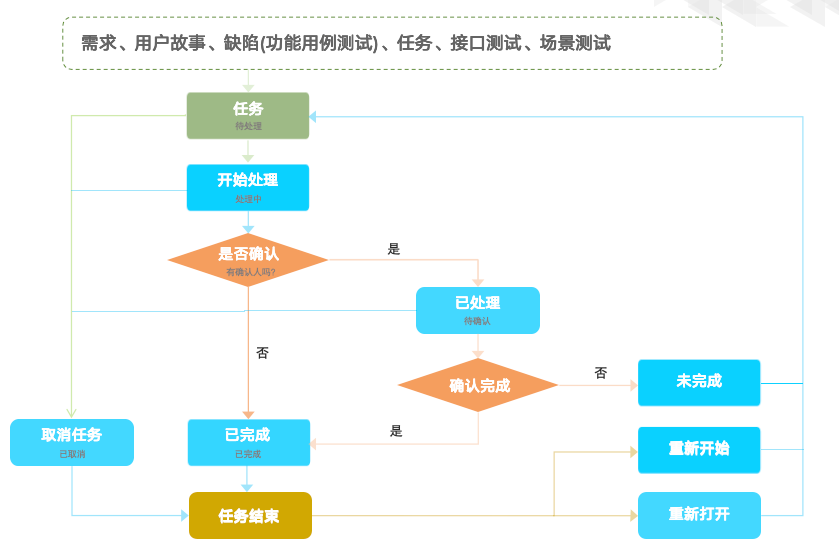 需求、用户故事、缺陷(功能用例测试)、任务、接口测试、场景测试
任务
待处理
开始处理
处理中
是否确认
有确认人吗?
是
已处理
待确认
否
确认完成
否
未完成
是
取消任务
已取消
已完成
已完成
重新开始
任务结束
重新打开